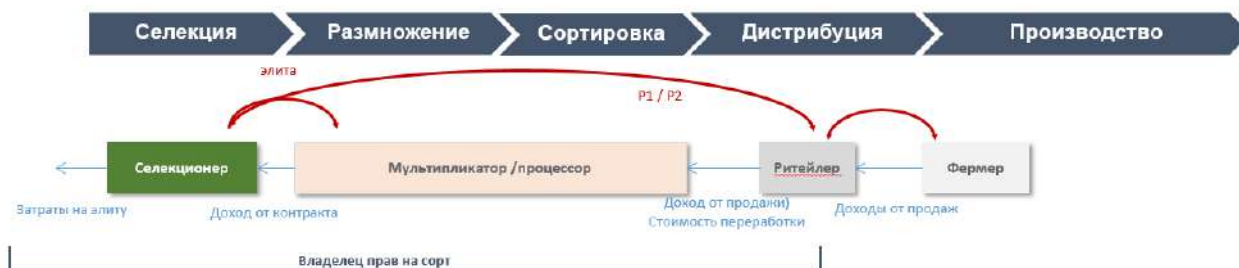 Селекция Размножение Сортировка Дистрибуция Производство
элита
P1 / P2
Селекционер Мультипликатор /процессор Ритейлер Фермер
Затраты на элиту Доход от контракта Доход от продажи) Доходы от продаж
Стоимость переработки
Владелец прав на сорт